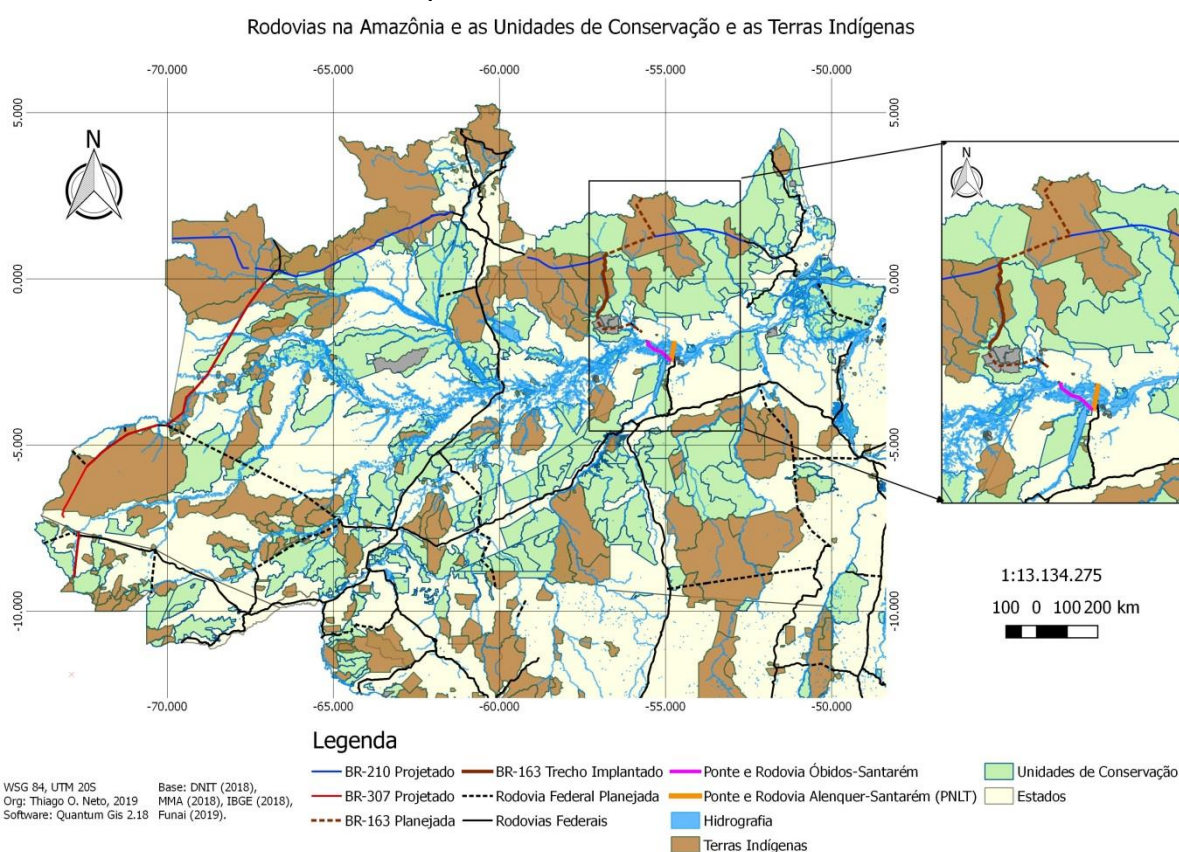 Rodovias na Amazônia e as Unidades de Conservação e as Terras Indígenas
-70.000 -65.000 -60.000 -55.000 -50.000
5.000 5.000
N
N
0.000 0.000
-5.000 -5.000
-10.000 -10.000
1:13.134.275
100 0 100 200 km
-70.000 -65.000 -60.000 -55.000 -50.000
Legenda
BR-210 Projetado BR-163 Trecho Implantado Ponte e Rodovia Óbidos-Santarém Unidades de Conservação
BR-307 Projetado Rodovia Federal Planejada Ponte e Rodovia Alenquer-Santarém (PNLT) Estados
BR-163 Planejada Rodovias Federais Hidrografia
Terras Indígenas
WSG 84, UTM 20S
Org: Thiago O. Neto, 2019
Software: Quantum Gis 2.18
Base: DNIT (2018),
MMA (2018), IBGE (2018),
Funai (2019).